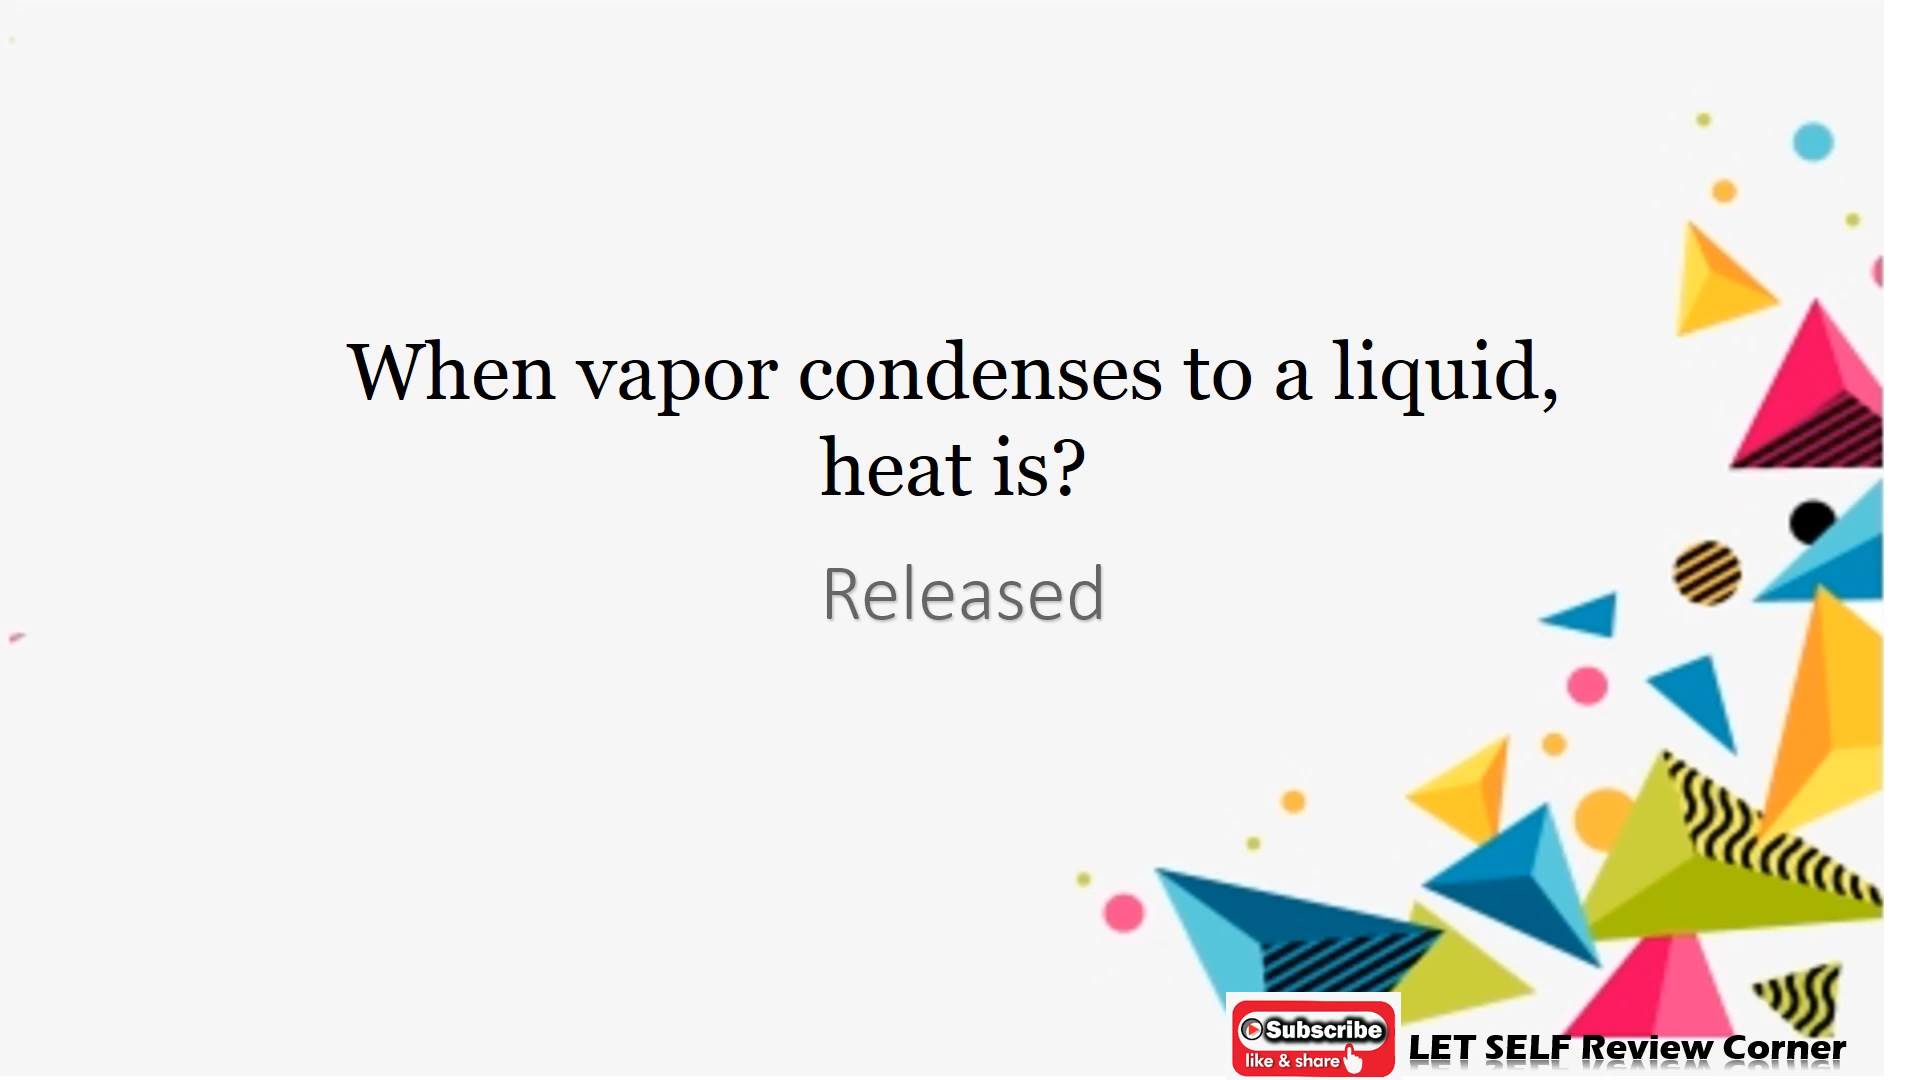 When vapor condenses to a liquid,
heat is?
Released
Subscribe
like & share
LET SELF Review Corner